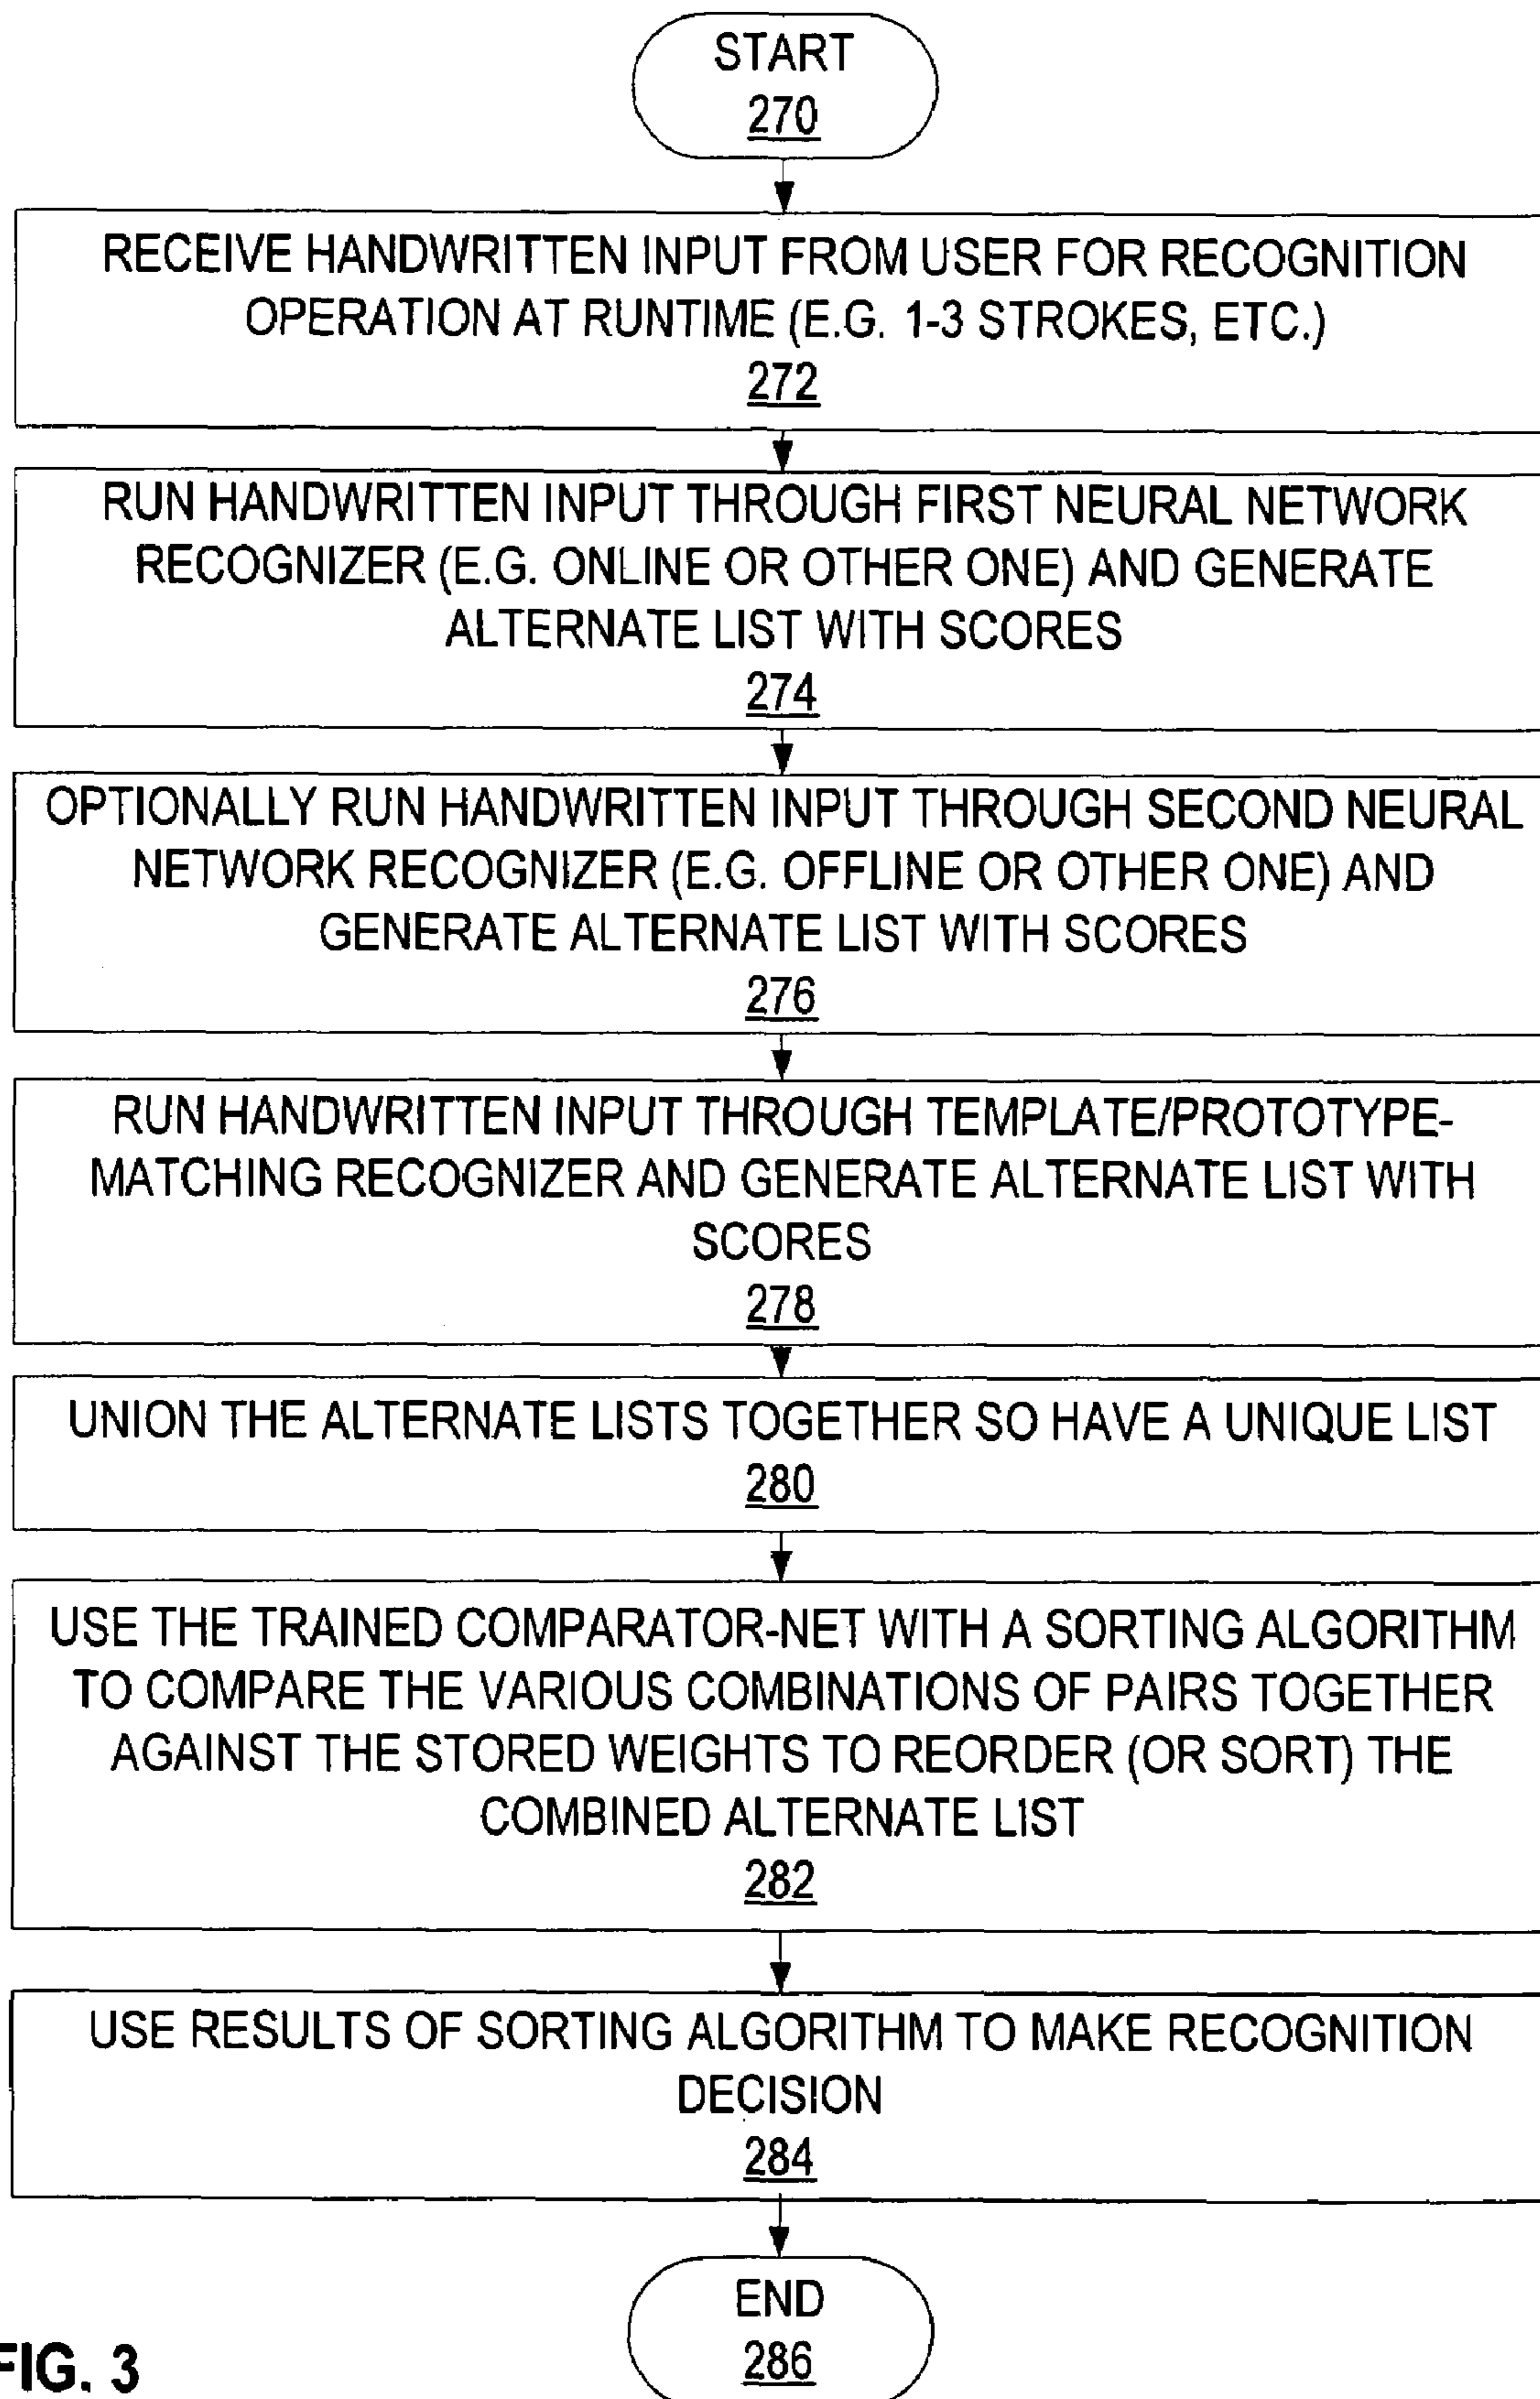 START
270
RECEIVE HANDWRITTEN INPUT FROM USER FOR RECOGNITION
OPERATION AT RUNTIME (E.G. 1-3 STROKES, ETC.)
272
RUN HANDWRITTEN INPUT THROUGH FIRST NEURAL NETWORK
RECOGNIZER (E.G. ONLINE OR OTHER ONE) AND GENERATE
ALTERNATE LIST WITH SCORES
274
OPTIONALLY RUN HANDWRITTEN INPUT THROUGH SECOND NEURAL
NETWORK RECOGNIZER (E.G. OFFLINE OR OTHER ONE) AND
GENERATE ALTERNATE LIST WITH SCORES
276
RUN HANDWRITTEN INPUT THROUGH TEMPLATE/PROTOTYPE-
MATCHING RECOGNIZER AND GENERATE ALTERNATE LIST WITH
SCORES
278
UNION THE ALTERNATE LISTS TOGETHER SO HAVE A UNIQUE LIST
280
USE THE TRAINED COMPARATOR-NET WITH A SORTING ALGORITHM
TO COMPARE THE VARIOUS COMBINATIONS OF PAIRS TOGETHER
AGAINST THE STORED WEIGHTS TO REORDER (OR SORT) THE
COMBINED ALTERNATE LIST
282
USE RESULTS OF SORTING ALGORITHM TO MAKE RECOGNITION
DECISION
284
END
286
FIG. 3